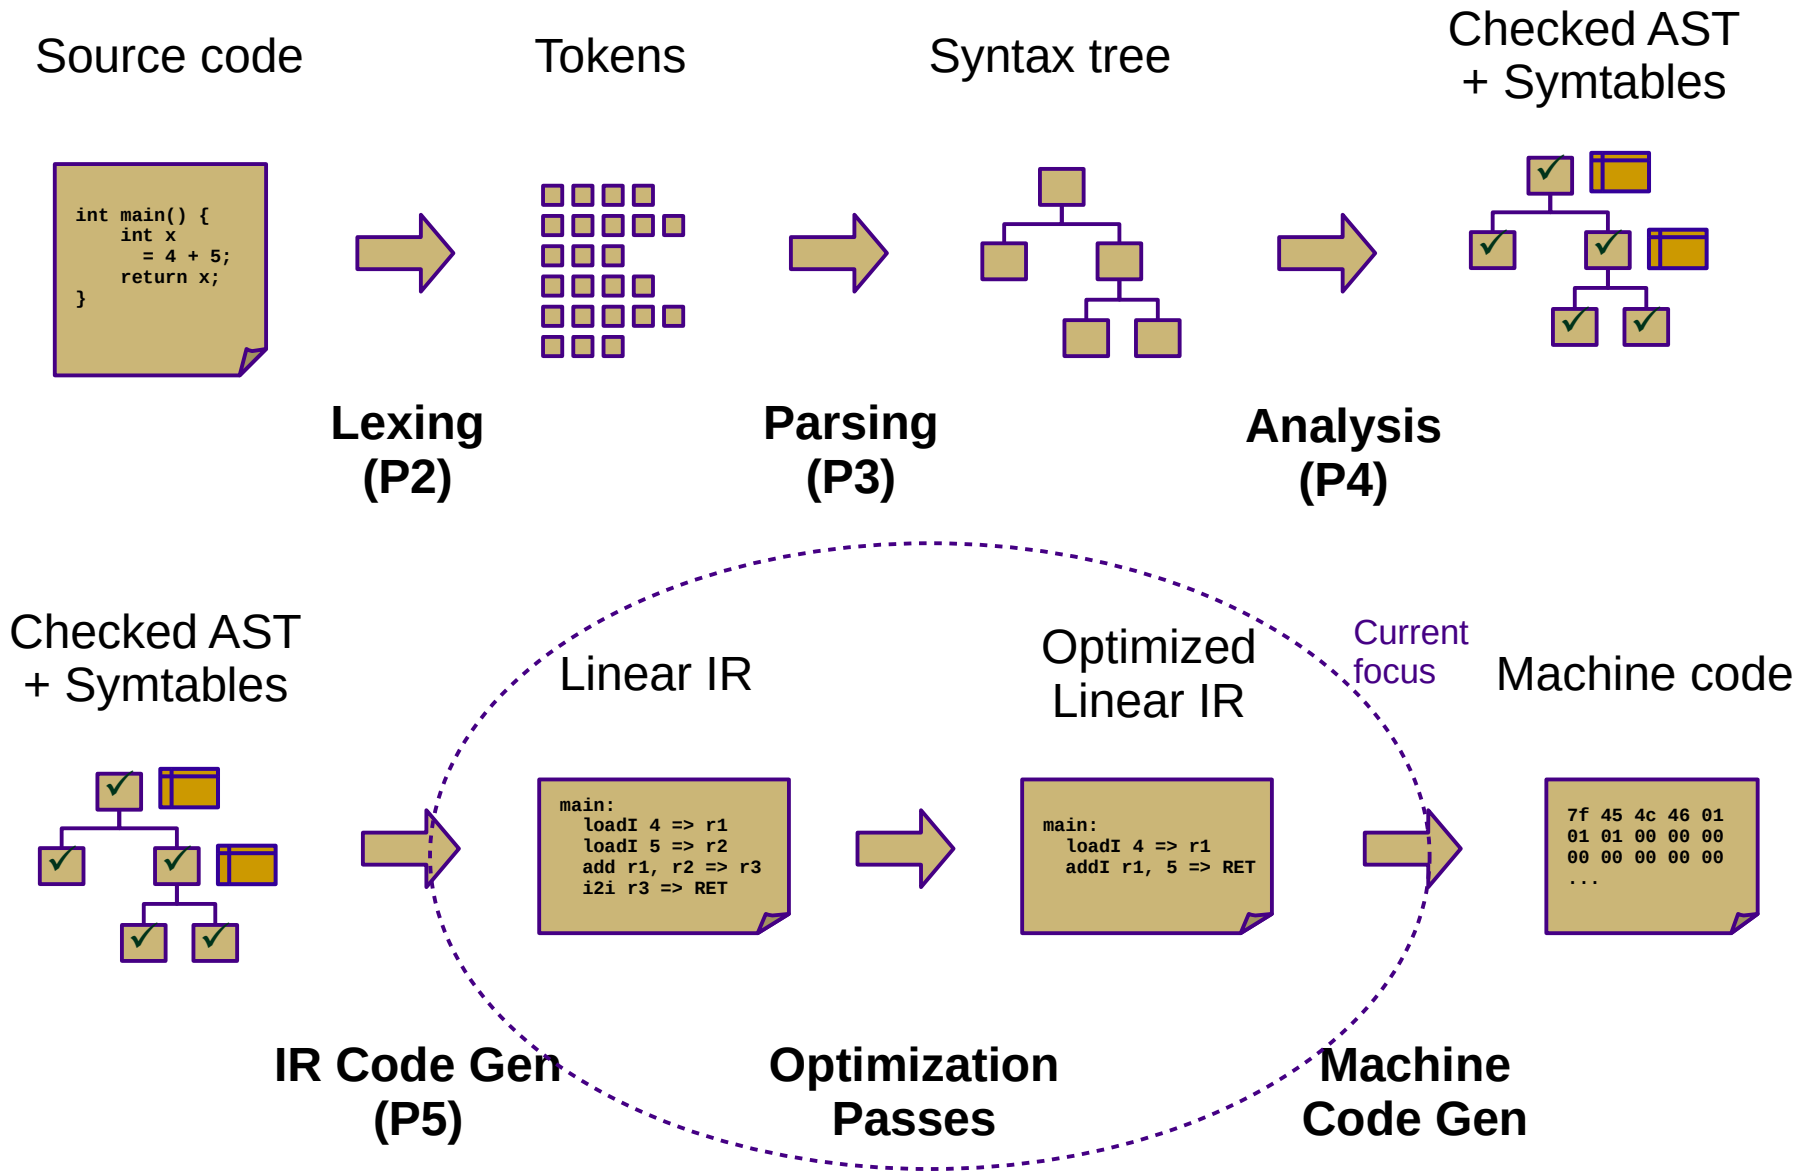 Source code
Tokens
Syntax tree
Checked AST
+ Symtables
int main() {
    int x
      = 4 + 5;
    return x;
}
Lexing
(P2)
Parsing
(P3)
Analysis
(P4)
Checked AST
+ Symtables
Linear IR
Optimized
Linear IR
Current
focus
Machine code
main:
  loadI 4 => r1
  loadI 5 => r2
  add r1, r2 => r3
  i2i r3 => RET
main:
  loadI 4 => r1
  addI r1, 5 => RET
7f 45 4c 46 01
01 01 00 00 00
00 00 00 00 00
...
IR Code Gen
(P5)
Optimization
Passes
Machine
Code Gen